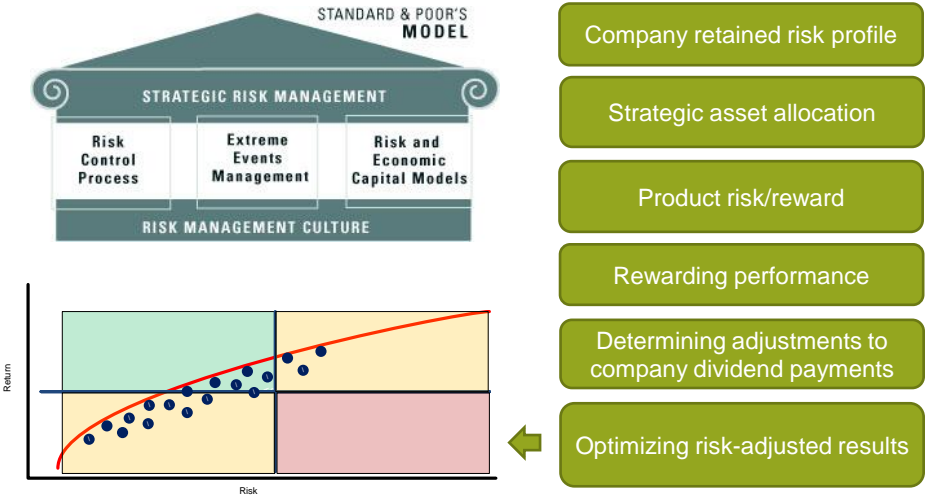 STANDARD & POOR'S
MODEL
STRATEGIC RISK MANAGEMENT
Risk
Control
Process
Extreme
Events
Management
Risk and
Economic
Capital Models
RISK MANAGEMENT CULTURE
Return
Risk
Company retained risk profile
Strategic asset allocation
Product risk/reward
Rewarding performance
Determining adjustments to
company dividend payments
Optimizing risk-adjusted results